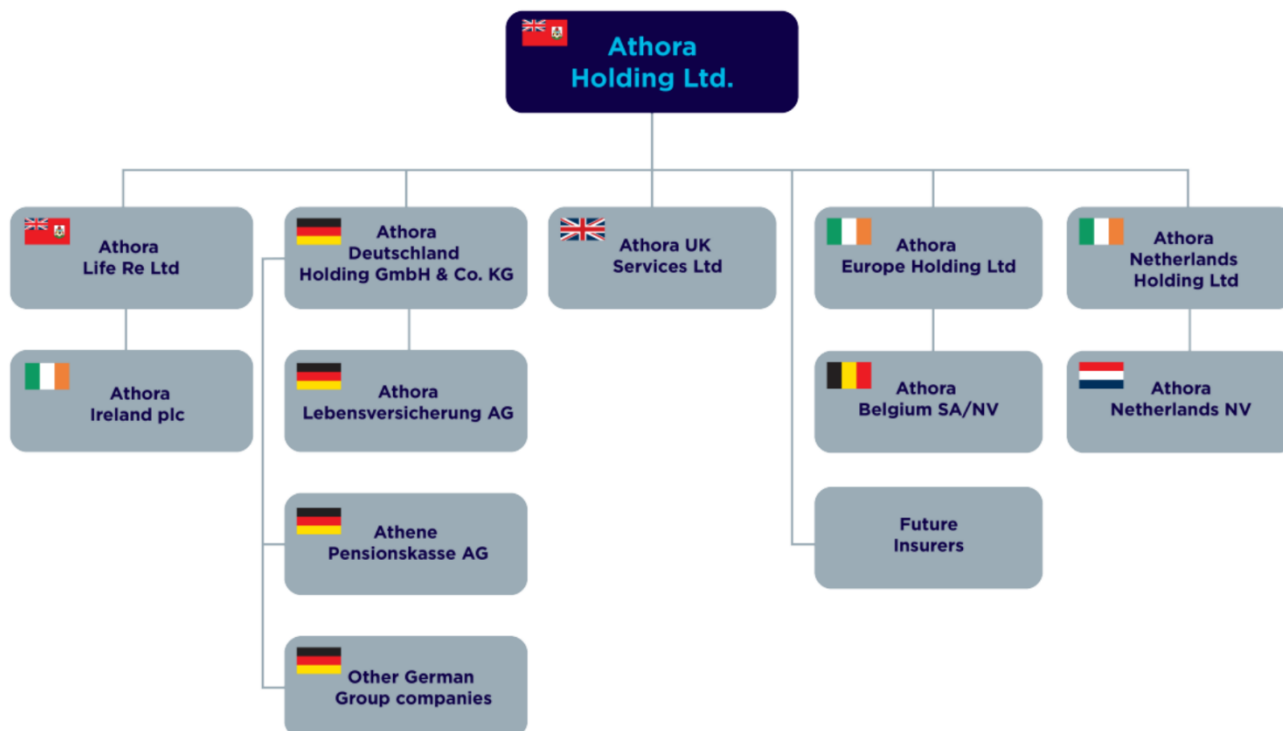 Athora
Holding Ltd.
Athora
Life Re Ltd
Athora
Deutschland
Holding GmbH & Co. KG
Athora UK
Services Ltd
Athora
Europe Holding Ltd
Athora
Netherlands
Holding Ltd
Athora
Ireland plc
Athora
Lebensversicherung AG
Athora
Belgium SA/NV
Athora
Netherlands NV
Athene
Pensionskasse AG
Future
Insurers
Other German
Group companies